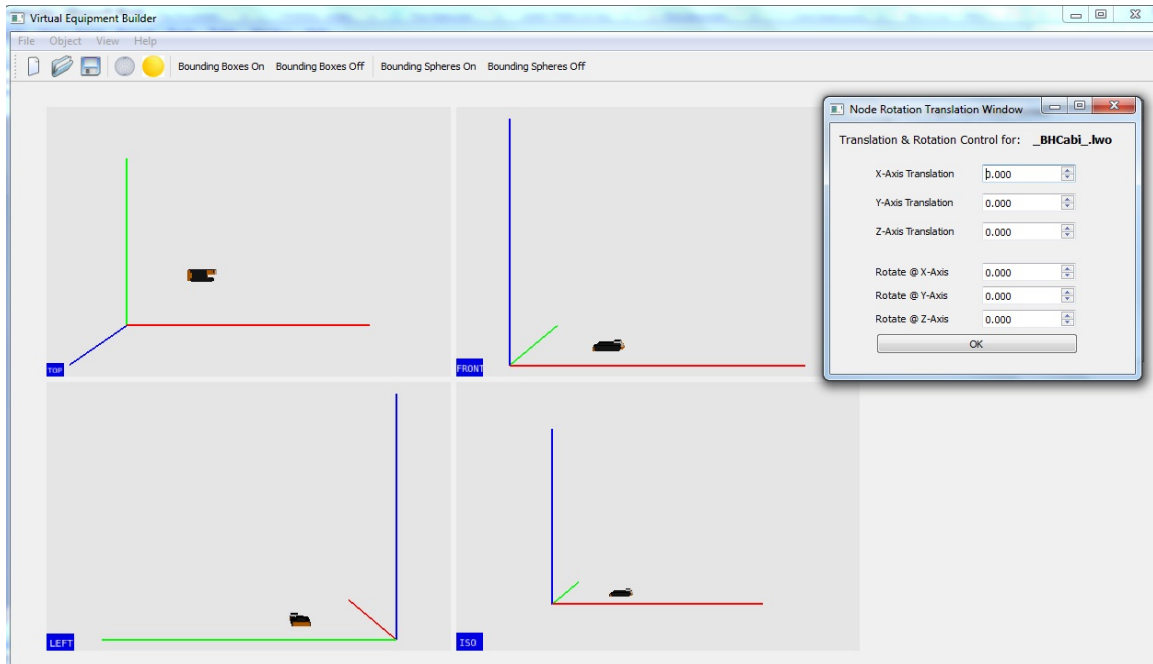 Virtual Equipment Builder
File Object View Help
Bounding Boxes On Bounding Boxes Off Bounding Spheres On Bounding Spheres Off
TOP
FRONT
LEFT
ISO
Node Rotation Translation Window
Translation & Rotation Control for: _BHCabi_.lwo
X-Axis Translation 0.000
Y-Axis Translation 0.000
Z-Axis Translation 0.000
Rotate @ X-Axis 0.000
Rotate @ Y-Axis 0.000
Rotate @ Z-Axis 0.000
OK